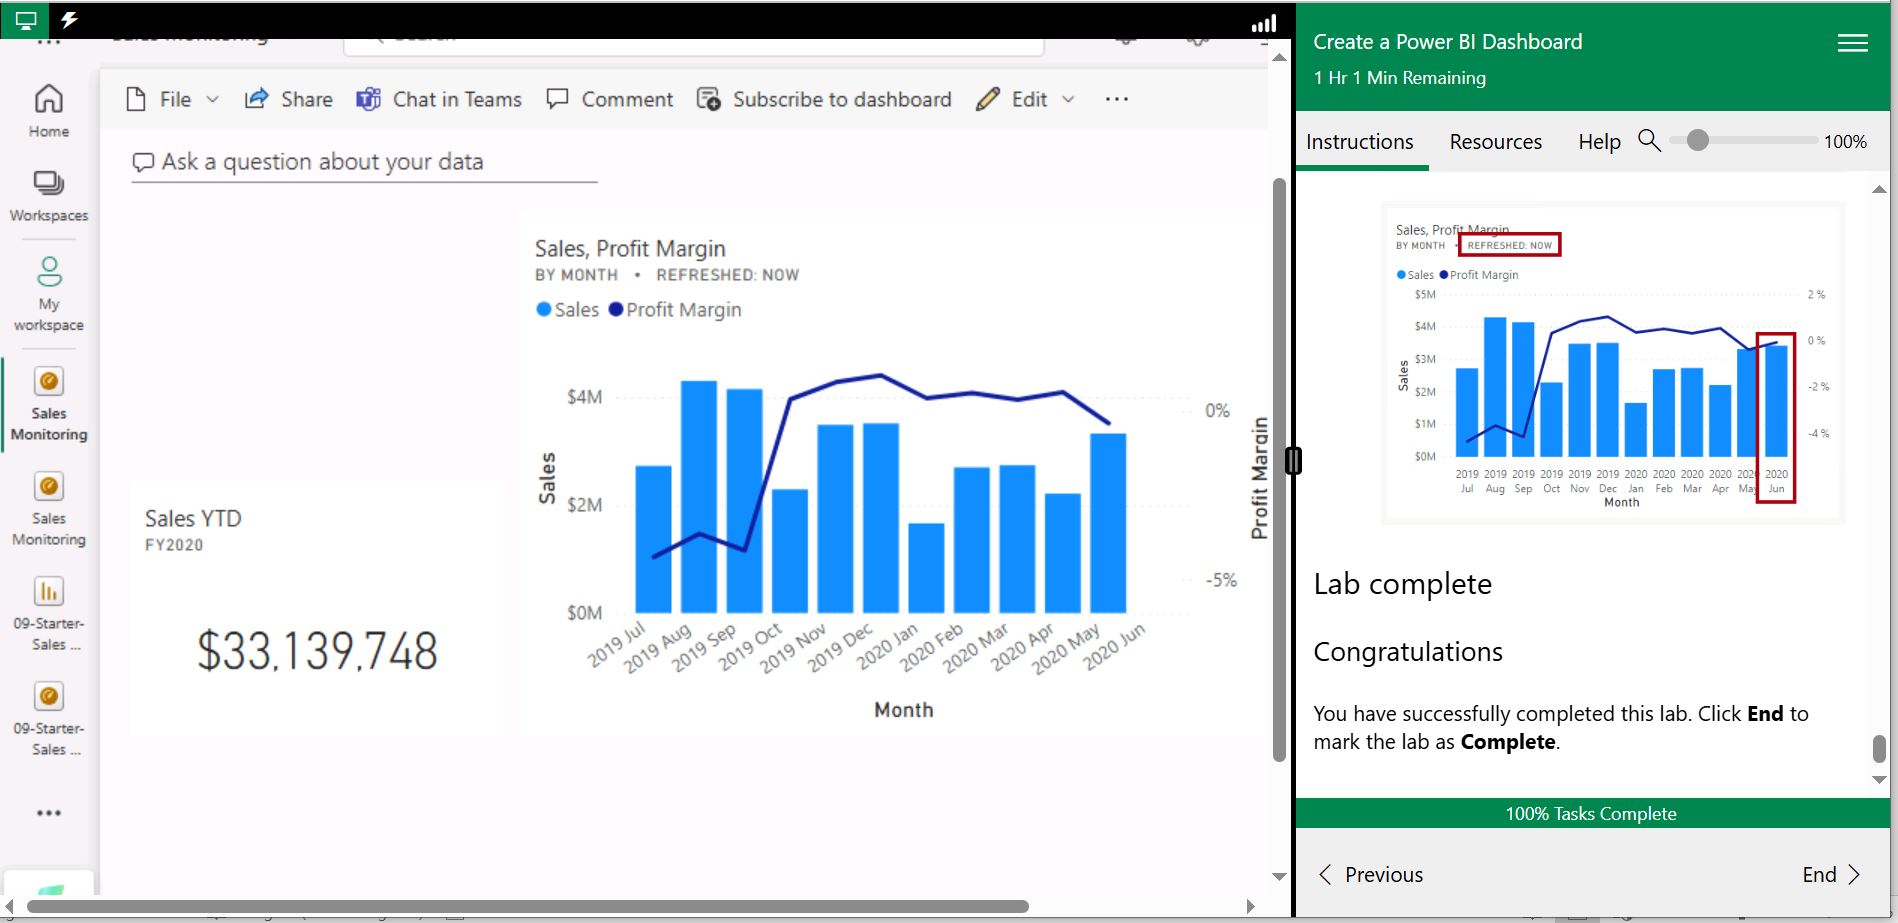 Sales Monitoring
Search
Home
Workspaces
My
workspace
Sales
Monitoring
Sales
Monitoring
09-Starter-
Sales ...
09-Starter-
Sales ...
File
Share
Chat in Teams
Comment
Subscribe to dashboard
Edit
Ask a question about your data
Sales YTD
FY2020
$33,139,748
Sales, Profit Margin
BY MONTH • REFRESHED: NOW
Sales Profit Margin
$4M
$2M
$0M
Sales
0%
-5%
Profit Margin
2019 Jul
2019 Aug
2019 Sep
2019 Oct
2019 Nov
2019 Dec
2020 Jan
2020 Feb
2020 Mar
2020 Apr
2020 May
2020 Jun
Month
Create a Power BI Dashboard
1 Hr 1 Min Remaining
Instructions Resources Help 100%
Sales, Profit Margin
BY MONTH • REFRESHED: NOW
Sales Profit Margin
$5M
$4M
$3M
$2M
$1M
$0M
Sales
2 %
0 %
-2 %
-4 %
2019 2019 2019 2019 2019 2019 2020 2020 2020 2020 2020 2020
Jul Aug Sep Oct Nov Dec Jan Feb Mar Apr May Jun
Month
Lab complete
Congratulations
You have successfully completed this lab. Click End to
mark the lab as Complete.
100% Tasks Complete
Previous
End